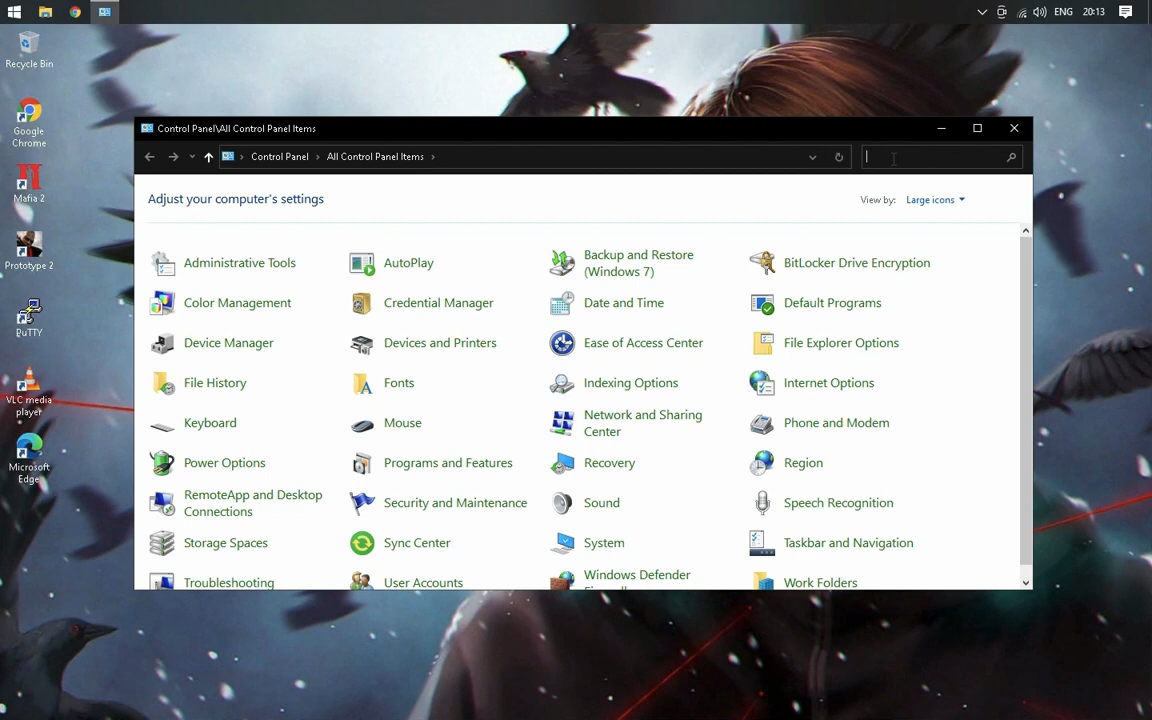 ENG
20:13
Recycle Bin
Google
Chrome
Mafia 2
Prototype 2
PuTTY
VLC media
player
Microsoft
Edge
Control Panel\All Control Panel Items
Control Panel
All Control Panel Items
Adjust your computer's settings
View by:
Large icons
Administrative Tools
AutoPlay
Backup and Restore
(Windows 7)
BitLocker Drive Encryption
Color Management
Credential Manager
Date and Time
Default Programs
Device Manager
Devices and Printers
Ease of Access Center
File Explorer Options
File History
Fonts
Indexing Options
Internet Options
Keyboard
Mouse
Network and Sharing
Center
Phone and Modem
Power Options
Programs and Features
Recovery
Region
RemoteApp and Desktop
Connections
Security and Maintenance
Sound
Speech Recognition
Storage Spaces
Sync Center
System
Taskbar and Navigation
Troubleshooting
User Accounts
Windows Defender
Work Folders